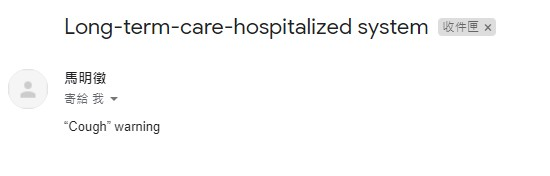 Long-term-care-hospitalized system 收件匣 ×
馬明徵
寄給 我
“Cough” warning